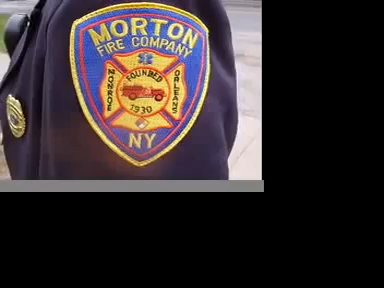 MORTON
FIRE COMPANY
FOUNDED
MONROE
ORLEANS
1930
NY